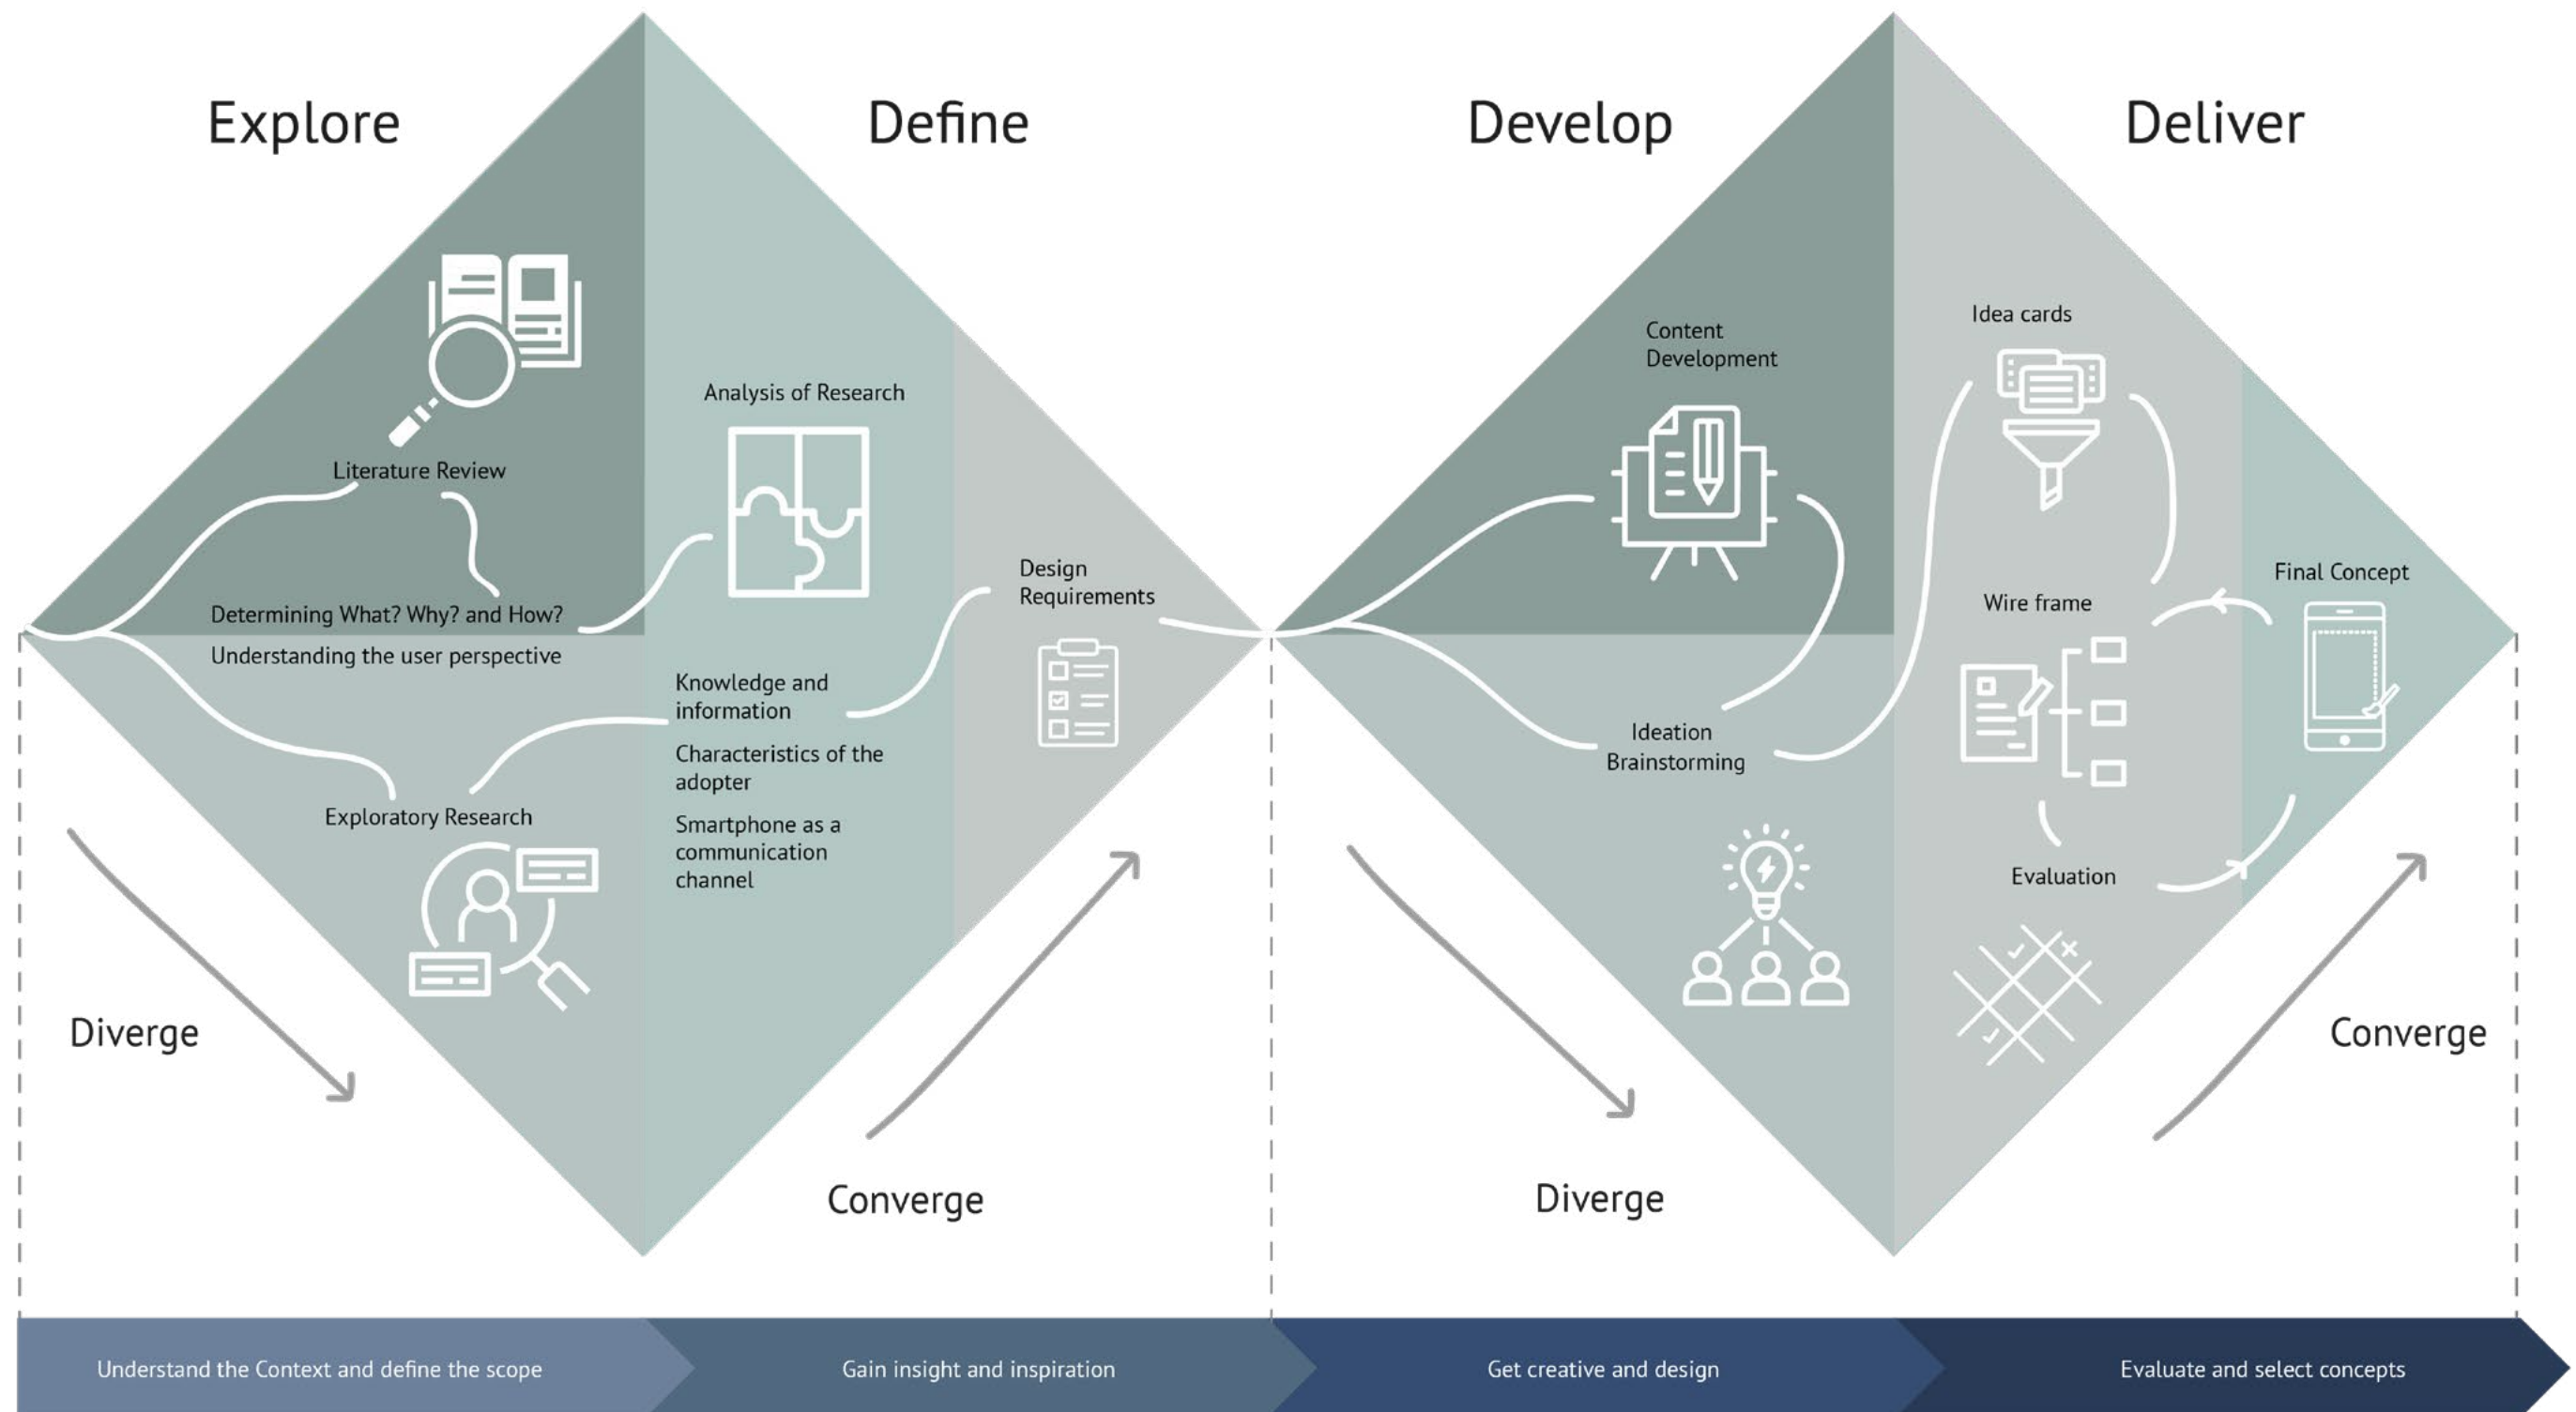 Explore
Define
Develop
Deliver
Literature Review
Determining What? Why? and How?
Understanding the user perspective
Exploratory Research
Analysis of Research
Knowledge and
information
Characteristics of the
adopter
Smartphone as a
communication
channel
Design
Requirements
Content
Development
Ideation
Brainstorming
Idea cards
Wire frame
Evaluation
Final Concept
Diverge
Converge
Diverge
Converge
Understand the Context and define the scope
Gain insight and inspiration
Get creative and design
Evaluate and select concepts